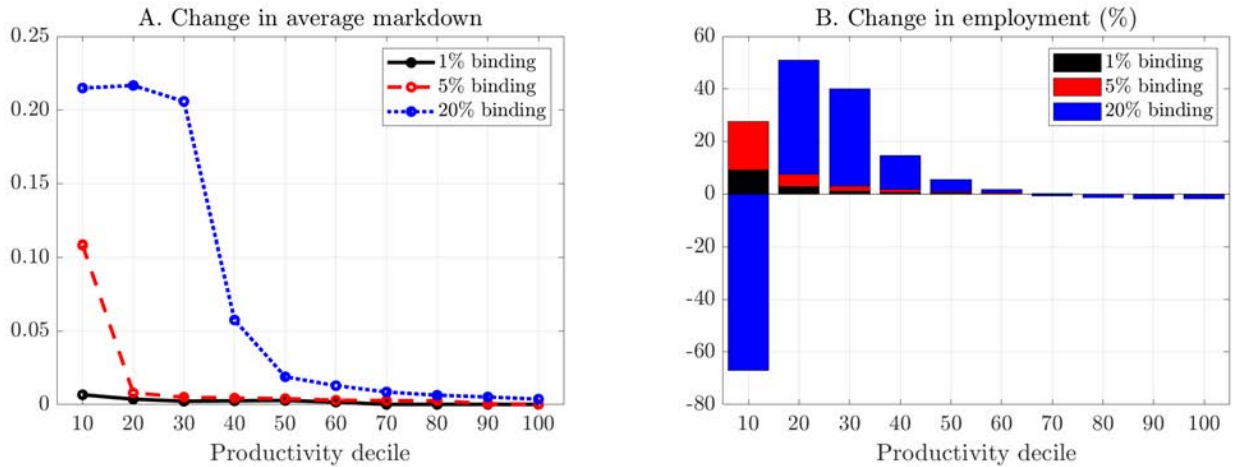 A. Change in average markdown
0.25
0.20
0.15
0.10
0.05
0
1% binding
5% binding
20% binding
10 20 30 40 50 60 70 80 90 100
Productivity decile
B. Change in employment (%)
60
40
20
0
-20
-40
-60
-80
1% binding
5% binding
20% binding
10 20 30 40 50 60 70 80 90 100
Productivity decile